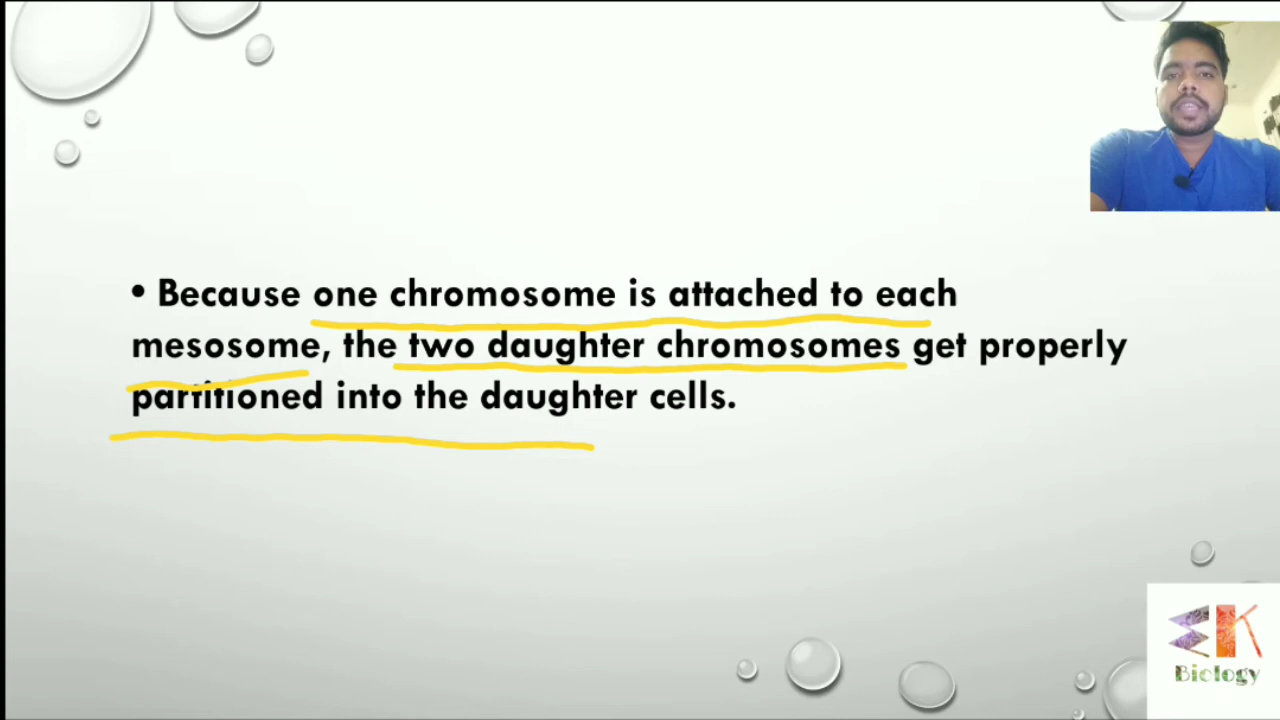 • Because one chromosome is attached to each
mesosome, the two daughter chromosomes get properly
partitioned into the daughter cells.
EK
Biology